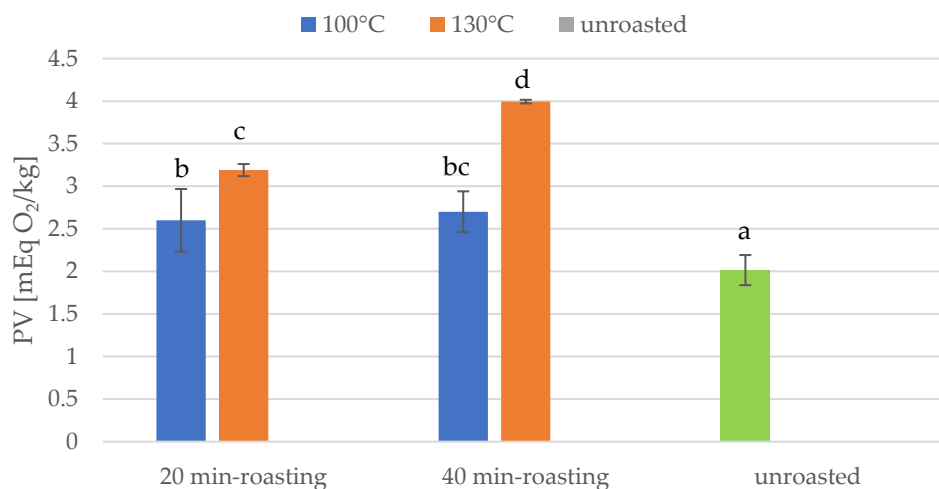 100°C 130°C unroasted
PV [mEq O₂/kg]
4.5
4
3.5
3
2.5
2
1.5
1
0.5
0
b
c
bc
d
a
20 min-roasting 40 min-roasting unroasted